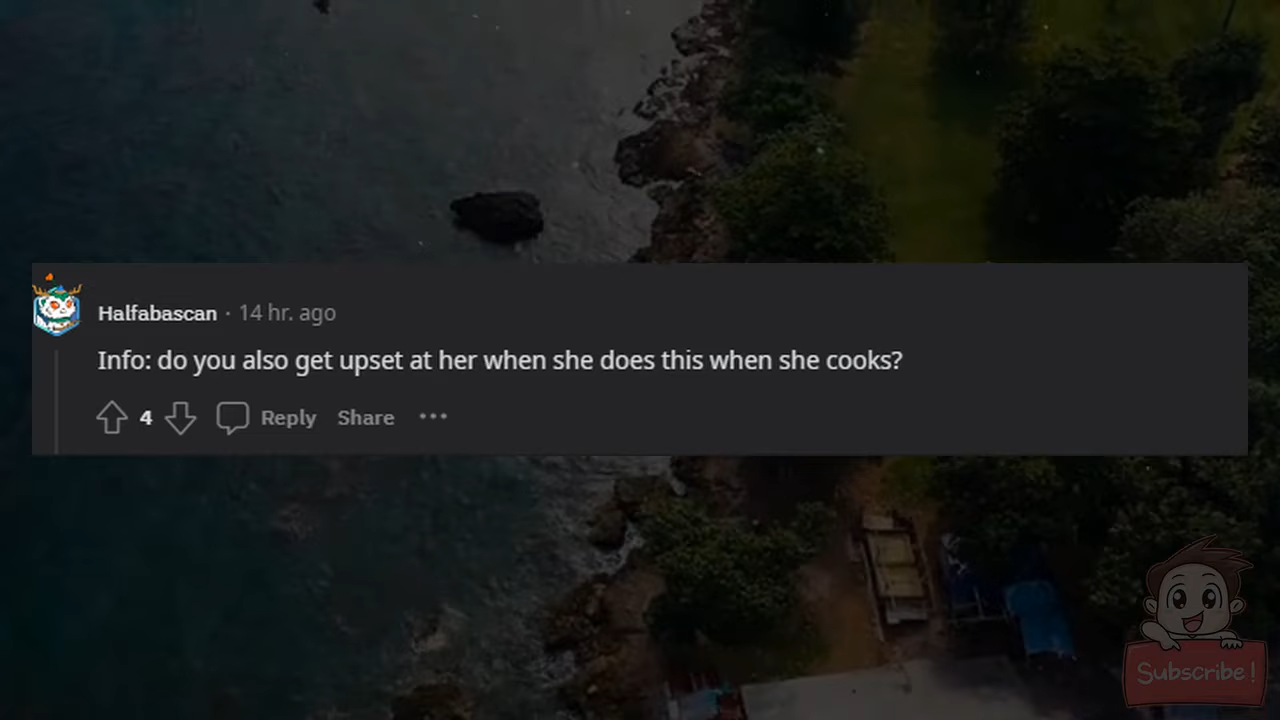 Halfabascan · 14 hr. ago
Info: do you also get upset at her when she does this when she cooks?
4 Reply Share ···
Subscribe!